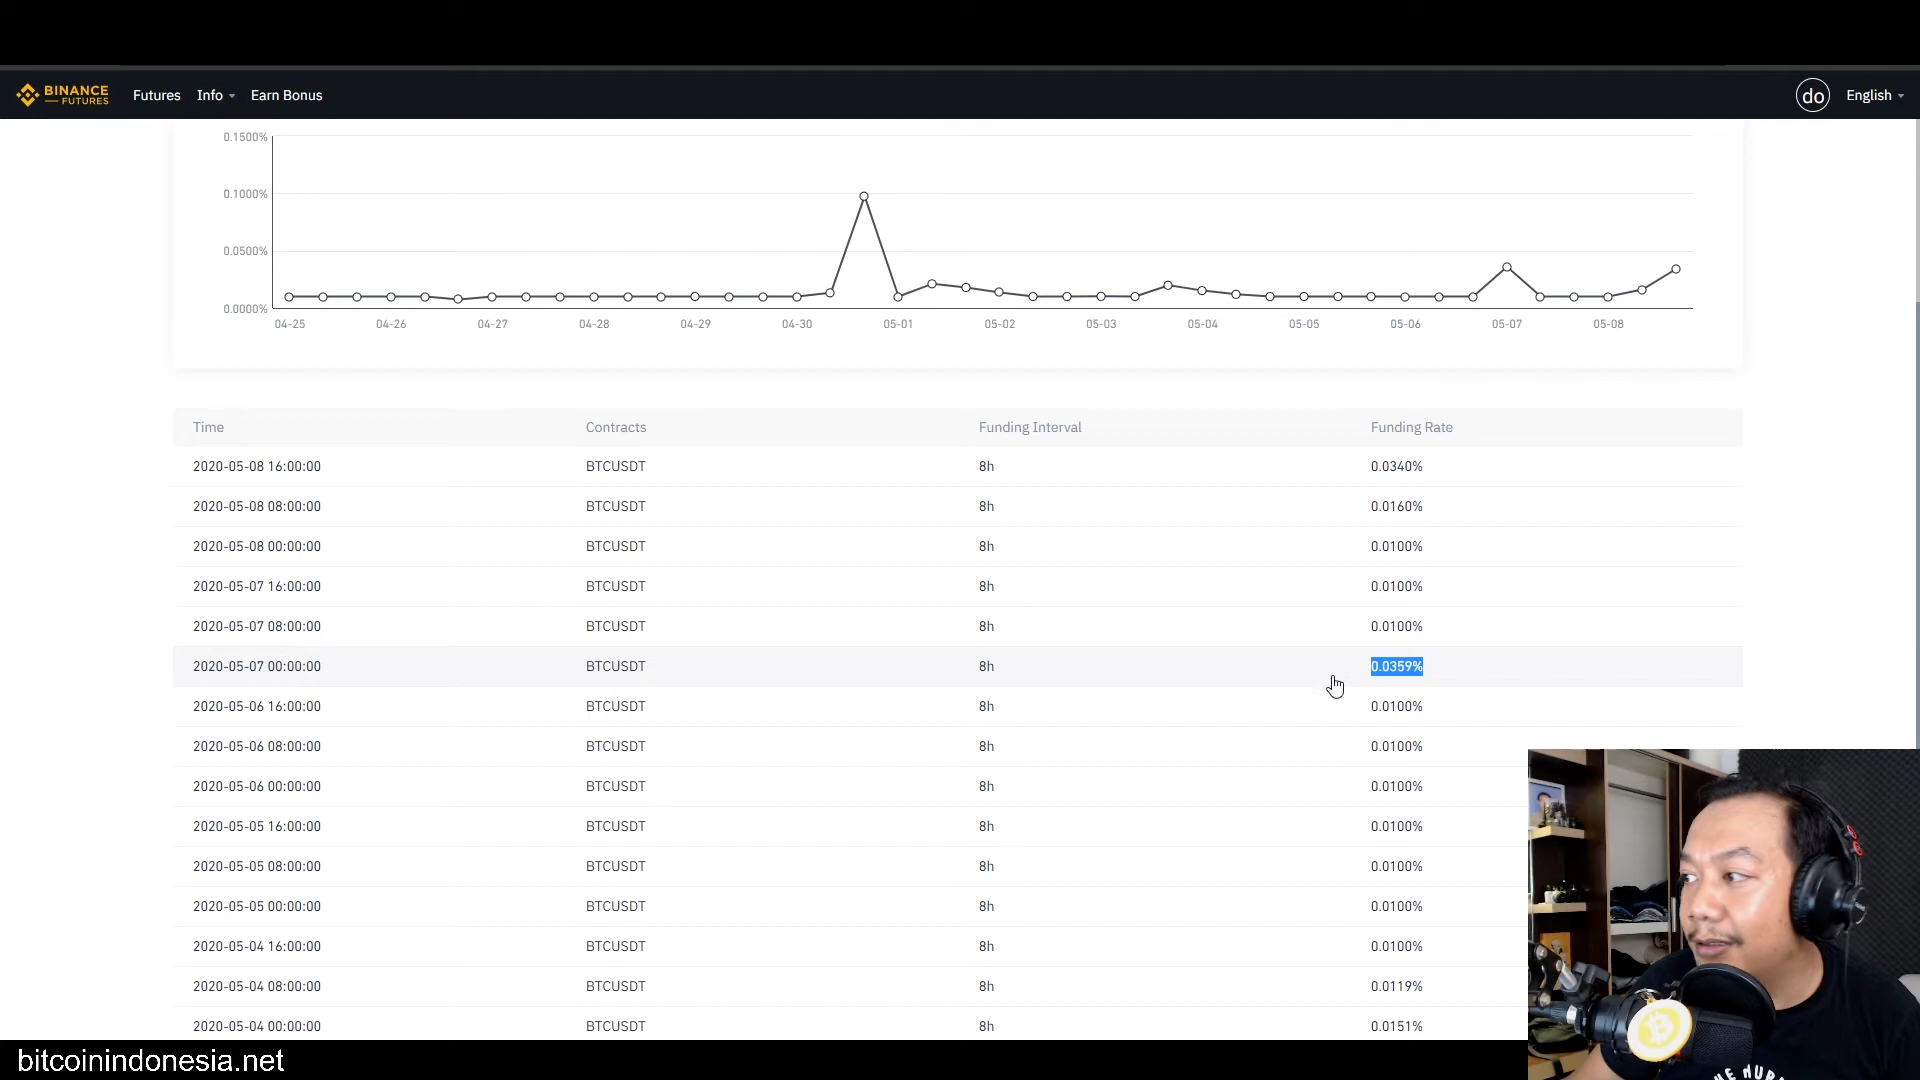 BINANCE
FUTURES
Futures Info Earn Bonus
do English
0.1500%
0.1000%
0.0500%
0.0000%
04-25 04-26 04-27 04-28 04-29 04-30 05-01 05-02 05-03 05-04 05-05 05-06 05-07 05-08
Time Contracts Funding Interval Funding Rate
2020-05-08 16:00:00 BTCUSDT 8h 0.0340%
2020-05-08 08:00:00 BTCUSDT 8h 0.0160%
2020-05-08 00:00:00 BTCUSDT 8h 0.0100%
2020-05-07 16:00:00 BTCUSDT 8h 0.0100%
2020-05-07 08:00:00 BTCUSDT 8h 0.0100%
2020-05-07 00:00:00 BTCUSDT 8h 0.0359%
2020-05-06 16:00:00 BTCUSDT 8h 0.0100%
2020-05-06 08:00:00 BTCUSDT 8h 0.0100%
2020-05-06 00:00:00 BTCUSDT 8h 0.0100%
2020-05-05 16:00:00 BTCUSDT 8h 0.0100%
2020-05-05 08:00:00 BTCUSDT 8h 0.0100%
2020-05-05 00:00:00 BTCUSDT 8h 0.0100%
2020-05-04 16:00:00 BTCUSDT 8h 0.0100%
2020-05-04 08:00:00 BTCUSDT 8h 0.0119%
2020-05-04 00:00:00 BTCUSDT 8h 0.0151%
bitcoinindonesia.net